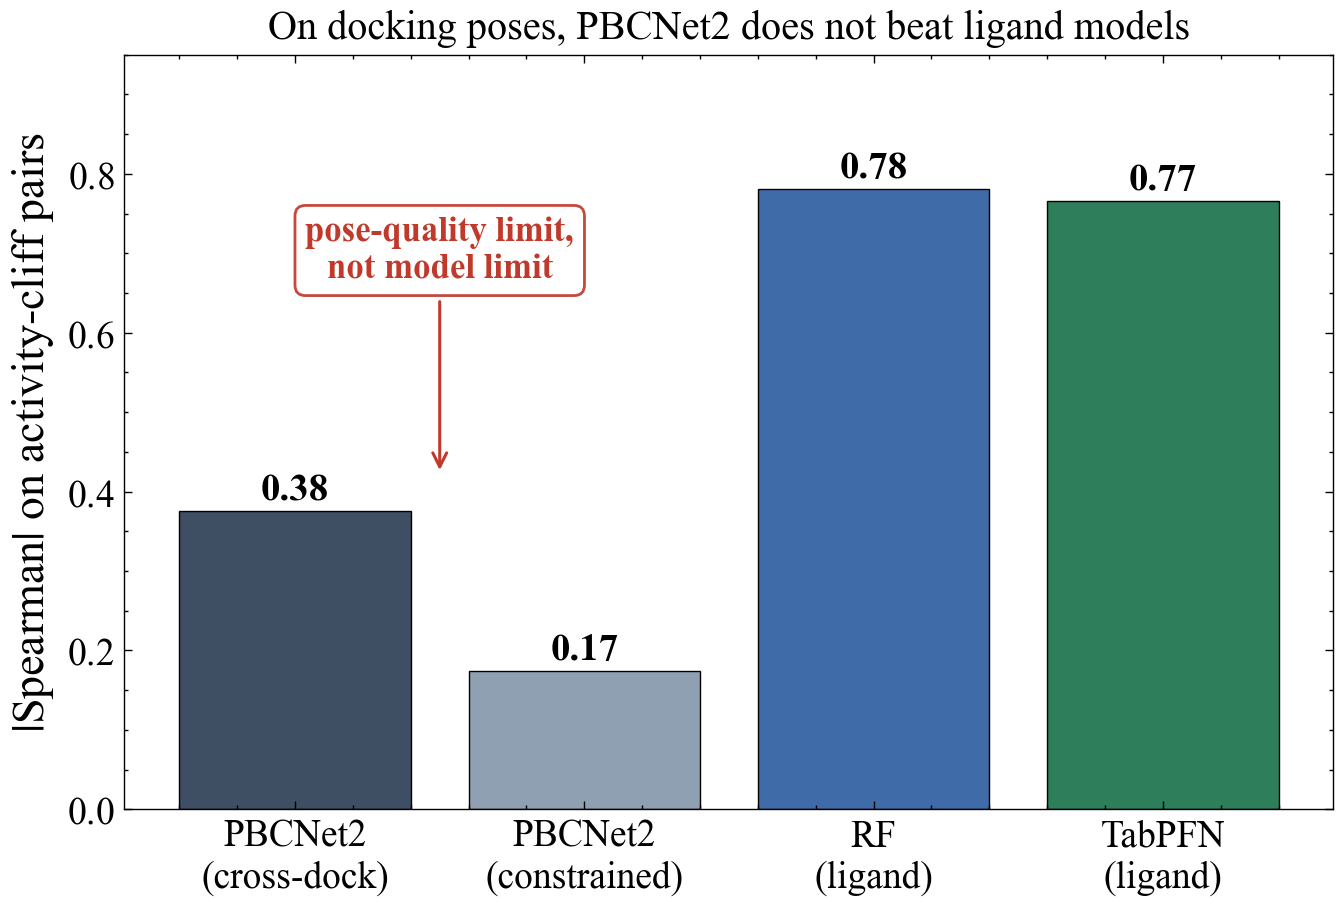 On docking poses, PBCNet2 does not beat ligand models
|Spearman| on activity-cliff pairs
0.8
0.6
0.4
0.2
0.0
pose-quality limit,
not model limit
0.38
0.17
0.78
0.77
PBCNet2
(cross-dock)
PBCNet2
(constrained)
RF
(ligand)
TabPFN
(ligand)